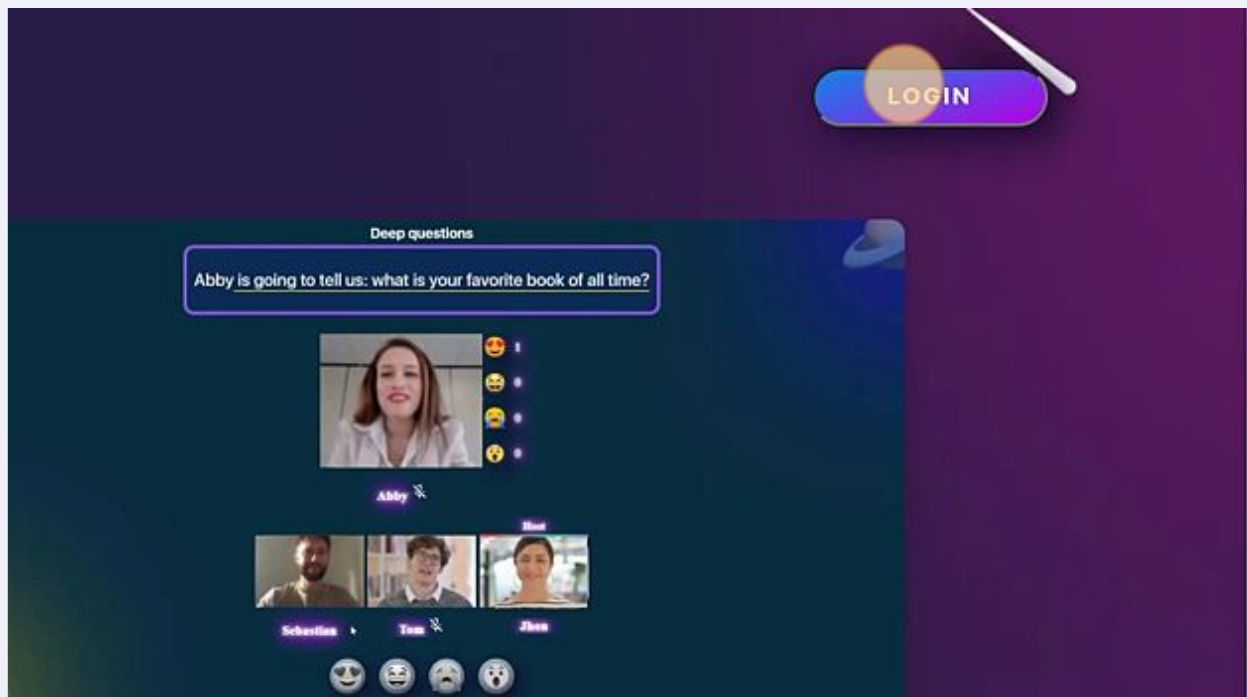 LOGIN
Deep questions
Abby is going to tell us: what is your favorite book of all time?
1
0
0
0
Abby
Host
Sebastian
Tom
Jhon